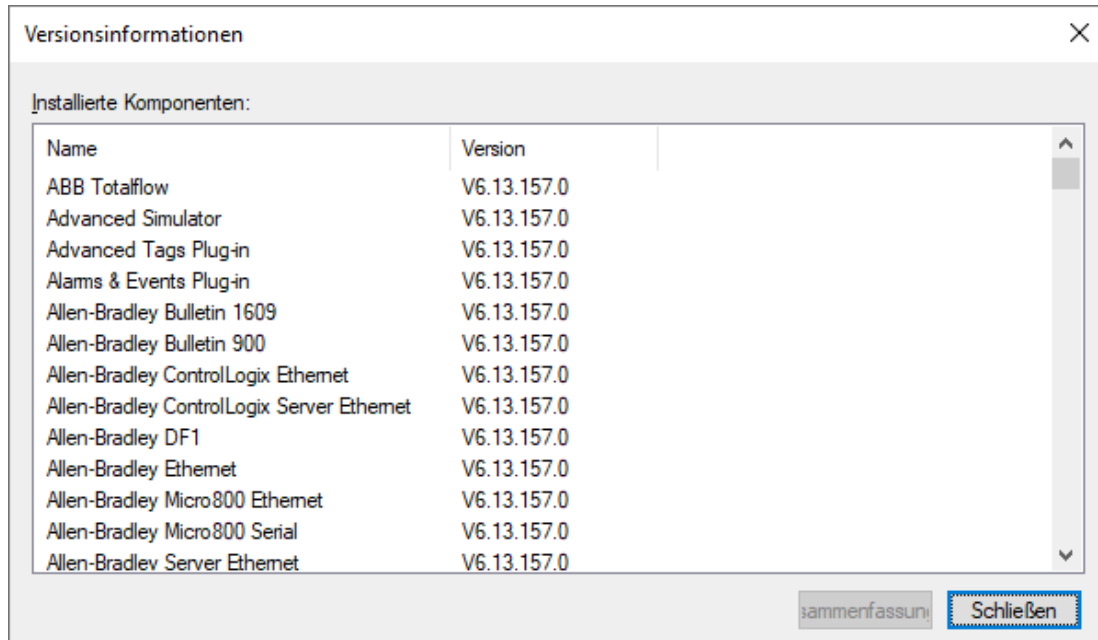 Versionsinformationen
Installierte Komponenten:
Name Version
ABB Totalflow V6.13.157.0
Advanced Simulator V6.13.157.0
Advanced Tags Plug-in V6.13.157.0
Alarms & Events Plug-in V6.13.157.0
Allen-Bradley Bulletin 1609 V6.13.157.0
Allen-Bradley Bulletin 900 V6.13.157.0
Allen-Bradley ControlLogix Ethernet V6.13.157.0
Allen-Bradley ControlLogix Server Ethernet V6.13.157.0
Allen-Bradley DF1 V6.13.157.0
Allen-Bradley Ethernet V6.13.157.0
Allen-Bradley Micro800 Ethernet V6.13.157.0
Allen-Bradley Micro800 Serial V6.13.157.0
Allen-Bradley Server Ethernet V6.13.157.0
sammenfassung Schließen